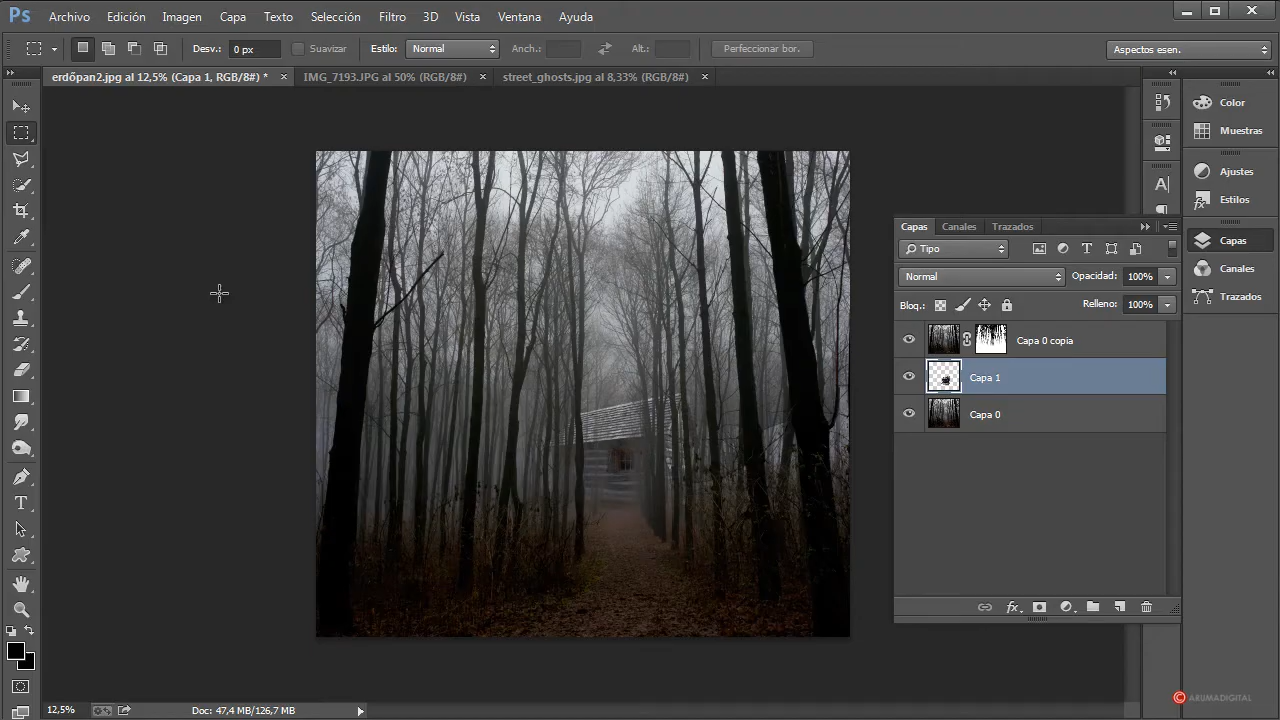 Ps Archivo Edición Imagen Capa Texto Selección Filtro 3D Vista Ventana Ayuda
Desv.: 0 px Suavizar Estilo: Normal Anch.: Alt.: Perfeccionar bor. Aspectos esen.
erdőpan2.jpg al 12,5% (Capa 1, RGB/8#) * × IMG_7193.JPG al 50% (RGB/8#) × street_ghosts.jpg al 8,33% (RGB/8#) ×
Color
Muestras
Ajustes
Estilos
Capas
Canales
Trazados
Capas Canales Trazados
Tipo
Normal Opacidad: 100%
Bloq.: Relleno: 100%
Capa 0 copia
Capa 1
Capa 0
fx
12,5% Doc: 47,4 MB/126,7 MB
© ARUMADIGITAL